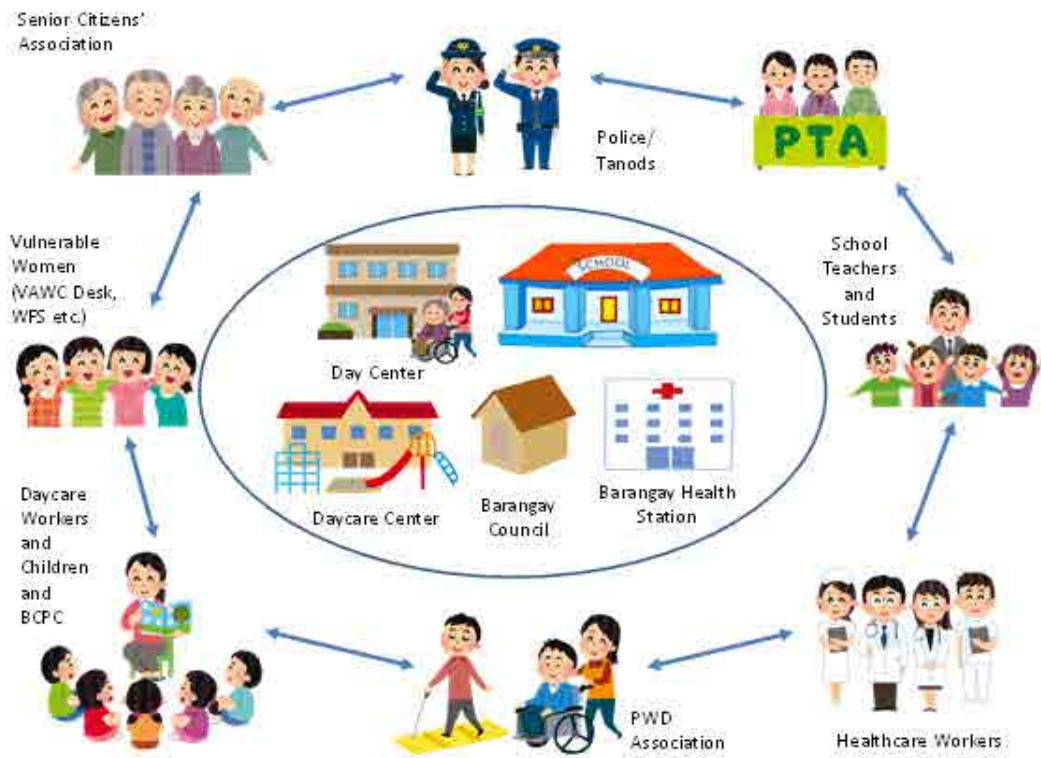 Senior Citizens'
Association
Police/
Tanods
PTA
Vulnerable
Women
(VAWC Desk,
WFS etc.)
School
Teachers
and
Students
SCHOOL
Day Center
Daycare Center
Barangay
Council
Barangay Health
Station
Daycare
Workers
and
Children
and
BCPC
PWD
Association
Healthcare Workers